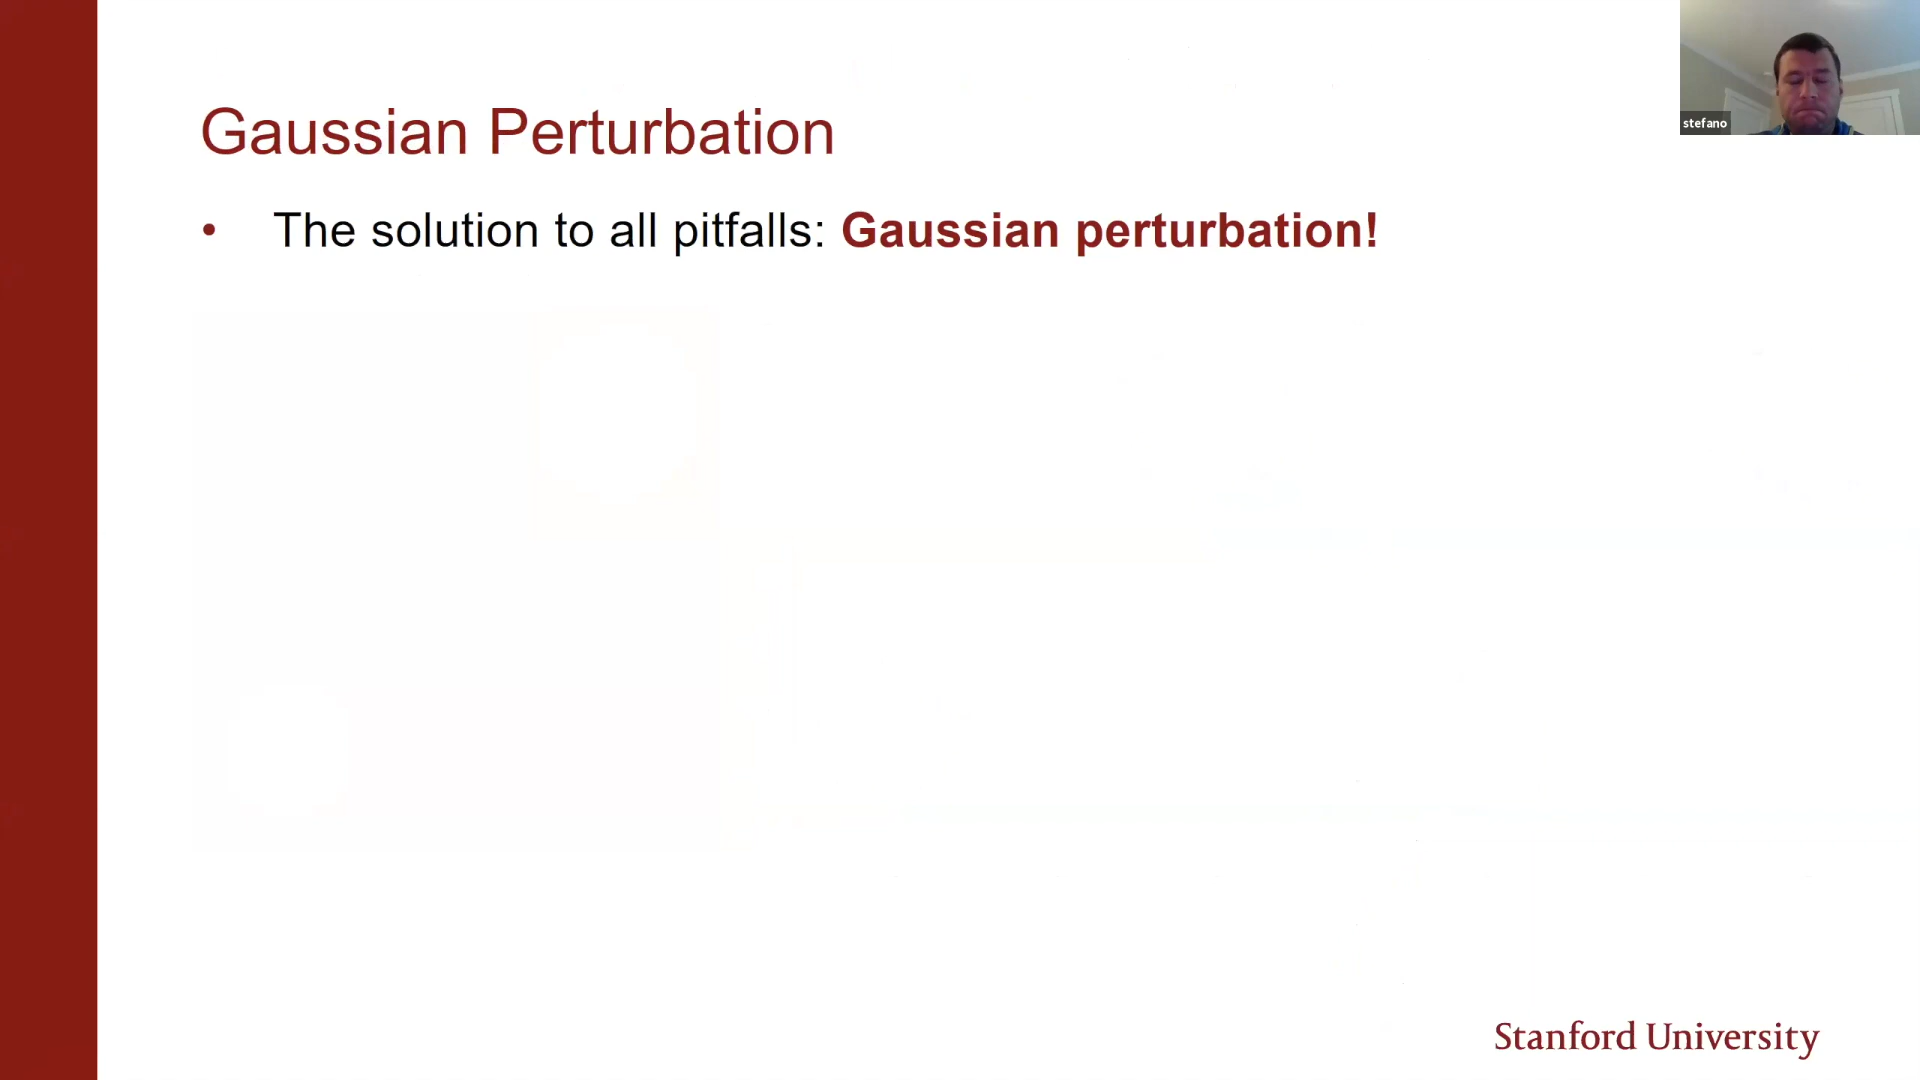 stefano
Gaussian Perturbation
• The solution to all pitfalls: Gaussian perturbation!
Stanford University